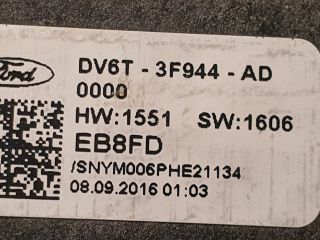 Ford
DV6T - 3F944 - AD
0000
HW:1551 SW:1606
EB8FD
/SNYM006PHE21134
08.09.2016 01:03